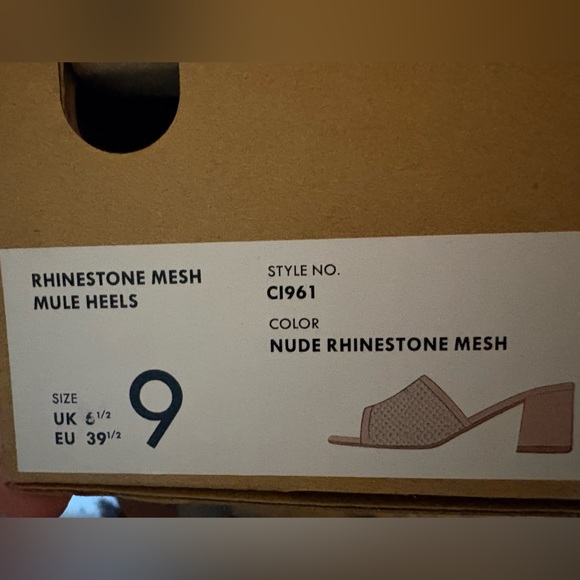 RHINESTONE MESH
MULE HEELS
STYLE NO.
CI961
COLOR
NUDE RHINESTONE MESH
SIZE
UK 6 1/2
EU 39 1/2
9